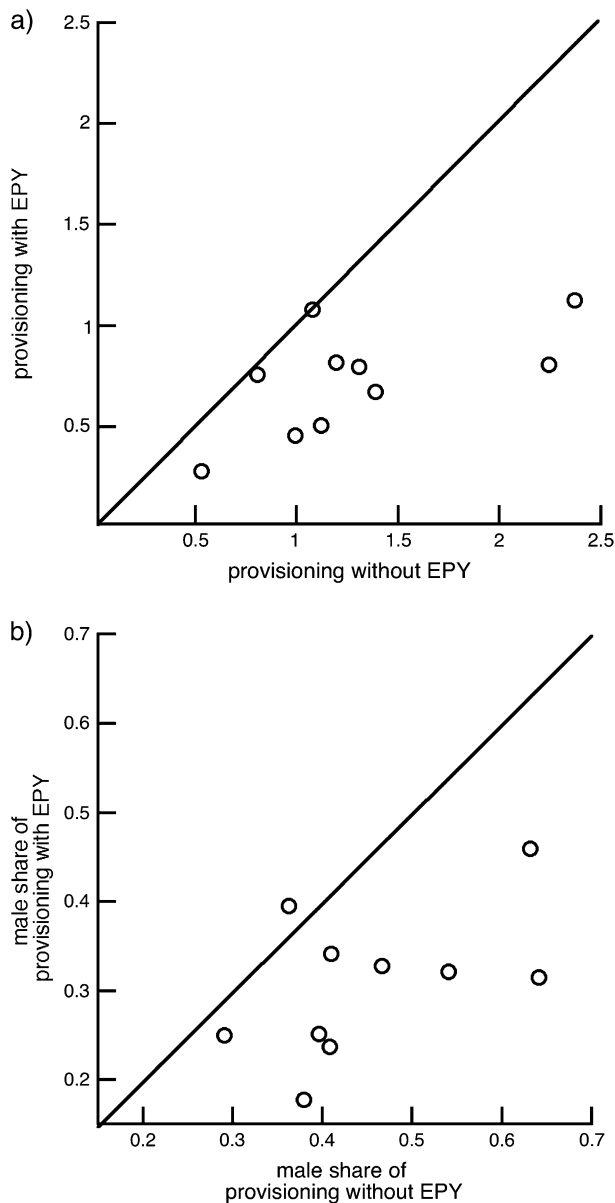 a)
2.5
2
1.5
1
0.5
provisioning with EPY
0.5 1 1.5 2 2.5
provisioning without EPY
b)
0.7
0.6
0.5
0.4
0.3
0.2
male share of
provisioning with EPY
0.2 0.3 0.4 0.5 0.6 0.7
male share of
provisioning without EPY